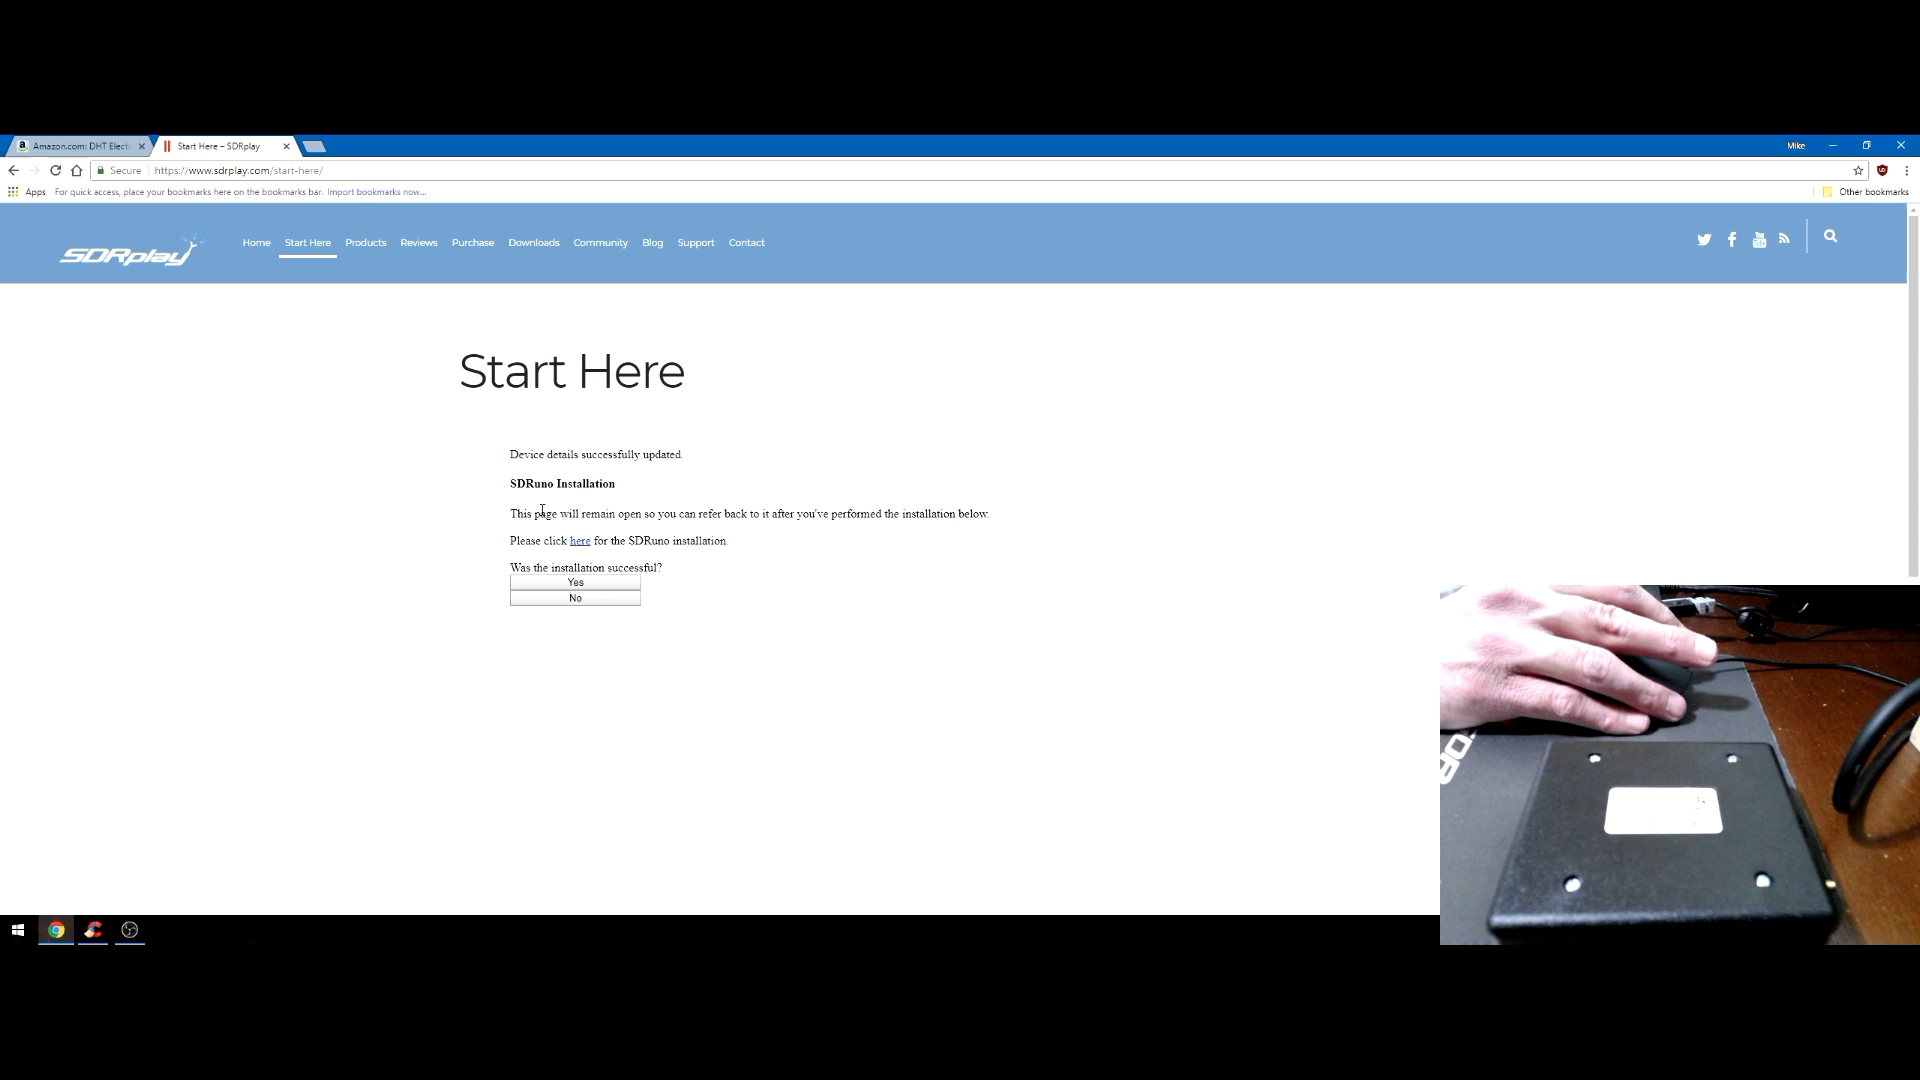 Amazon.com: DHT Elect
Start Here – SDRplay
Mike
Secure
https://www.sdrplay.com/start-here/
Apps
For quick access, place your bookmarks here on the bookmarks bar. Import bookmarks now...
Other bookmarks
SDRplay
Home
Start Here
Products
Reviews
Purchase
Downloads
Community
Blog
Support
Contact
Start Here
Device details successfully updated.
SDRuno Installation
This page will remain open so you can refer back to it after you've performed the installation below.
Please click here for the SDRuno installation.
Was the installation successful?
Yes
No